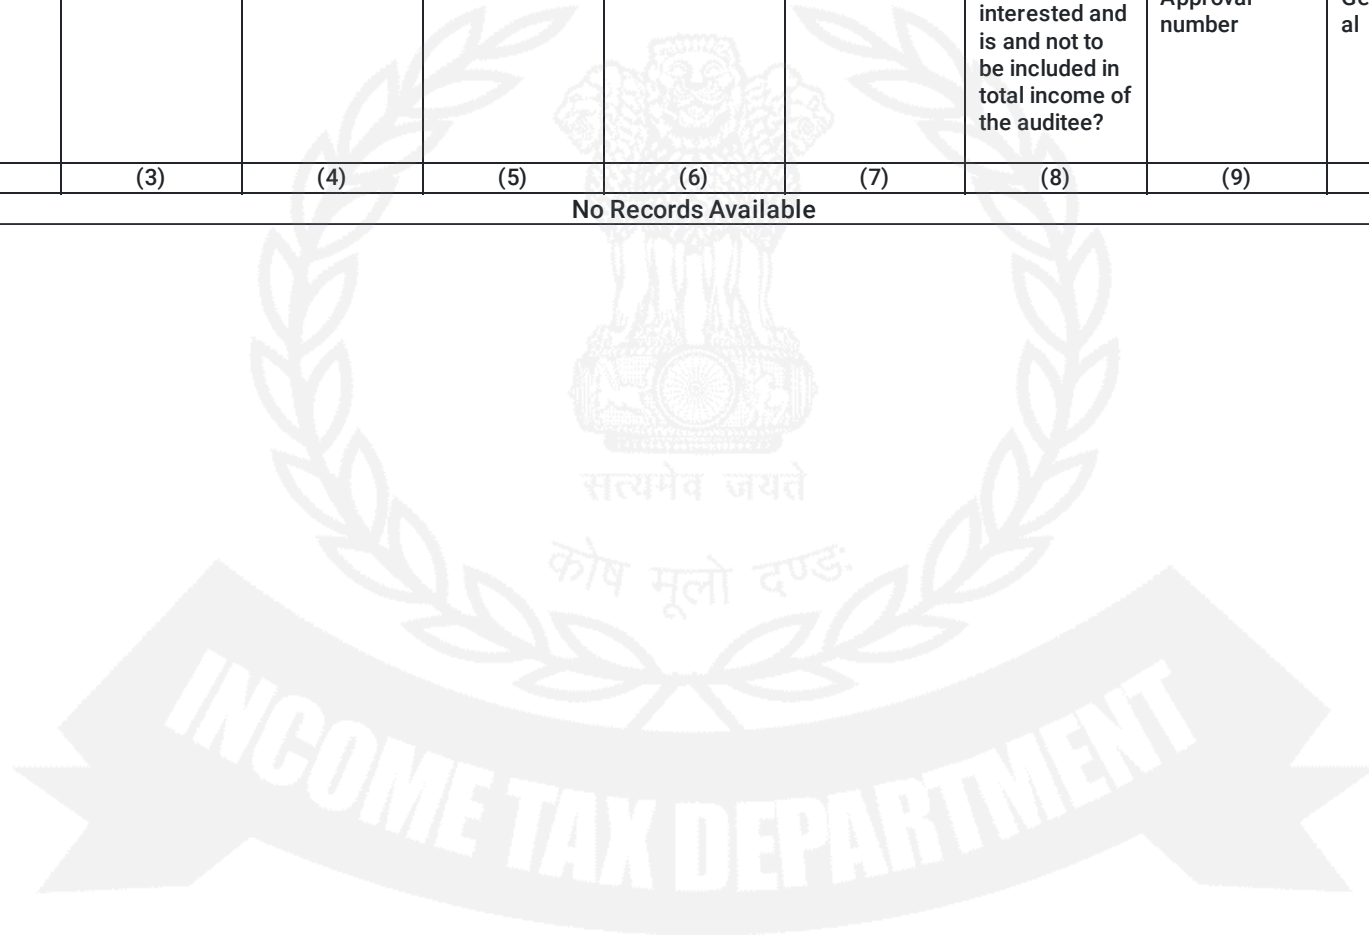 interested and
is and not to
be included in
total income of
the auditee?
Approval
number
al
(3) (4) (5) (6) (7) (8) (9)
No Records Available
सत्यमेव जयते
कोष मूलो दण्डः
INCOME TAX DEPARTMENT